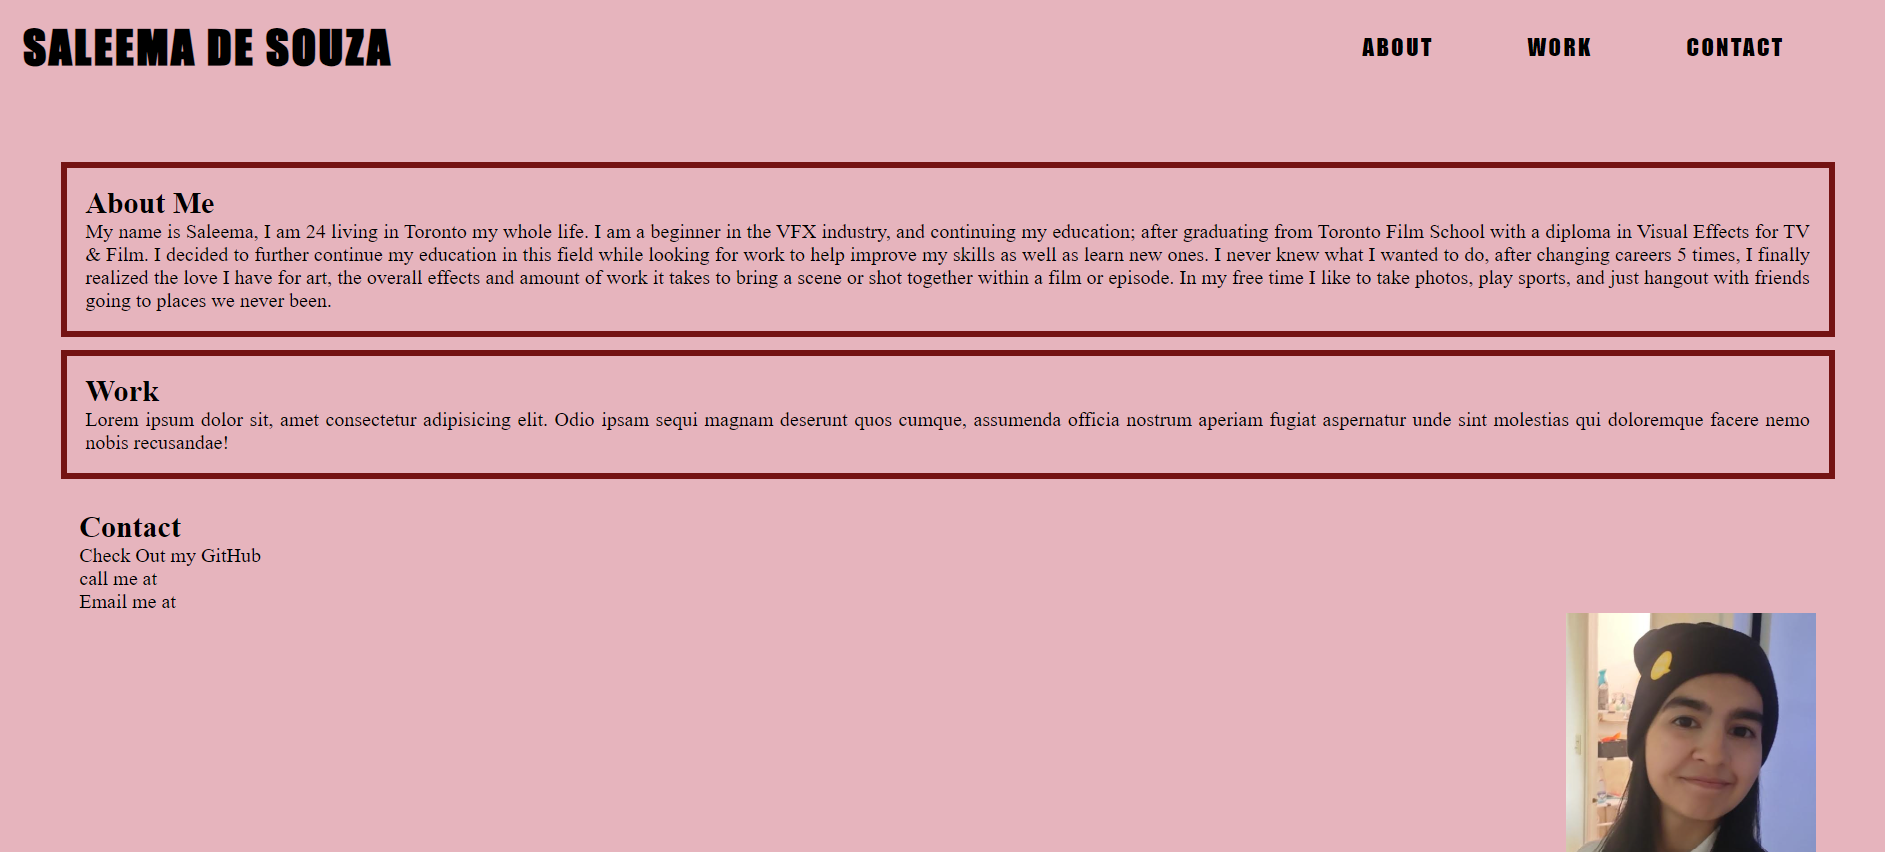 SALEEMA DE SOUZA
ABOUT WORK CONTACT
About Me
My name is Saleema, I am 24 living in Toronto my whole life. I am a beginner in the VFX industry, and continuing my education; after graduating from Toronto Film School with a diploma in Visual Effects for TV
& Film. I decided to further continue my education in this field while looking for work to help improve my skills as well as learn new ones. I never knew what I wanted to do, after changing careers 5 times, I finally
realized the love I have for art, the overall effects and amount of work it takes to bring a scene or shot together within a film or episode. In my free time I like to take photos, play sports, and just hangout with friends
going to places we never been.
Work
Lorem ipsum dolor sit, amet consectetur adipisicing elit. Odio ipsam sequi magnam deserunt quos cumque, assumenda officia nostrum aperiam fugiat aspernatur unde sint molestias qui doloremque facere nemo
nobis recusandae!
Contact
Check Out my GitHub
call me at
Email me at